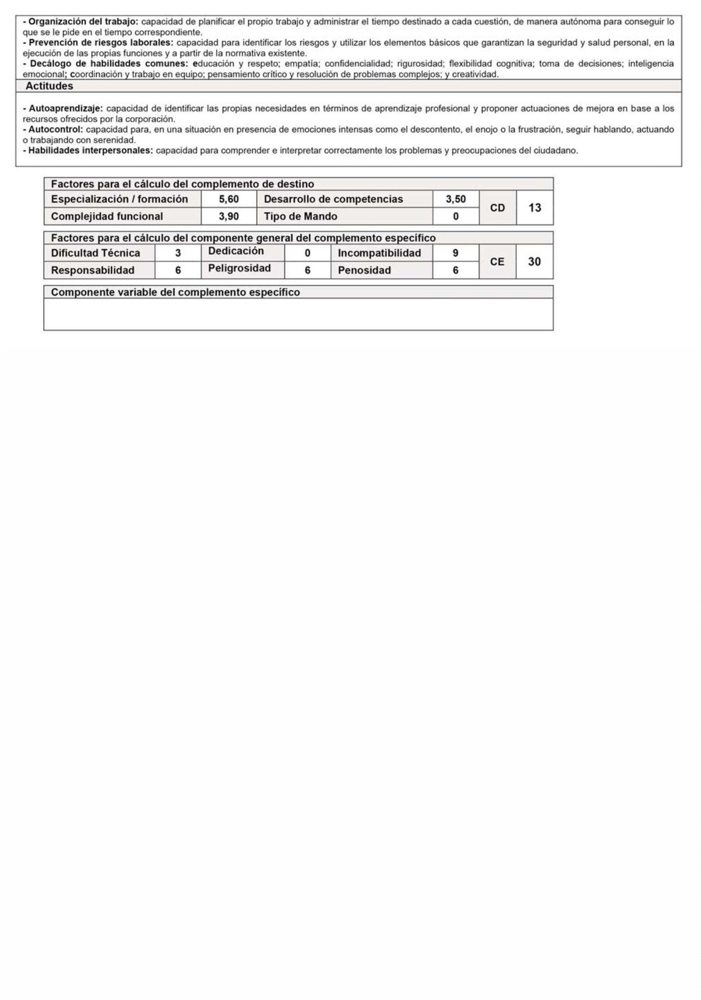 - Organización del trabajo: capacidad de planificar el propio trabajo y administrar el tiempo destinado a cada cuestión, de manera autónoma para conseguir lo
que se le pide en el tiempo correspondiente.
- Prevención de riesgos laborales: capacidad para identificar los riesgos y utilizar los elementos básicos que garantizan la seguridad y salud personal, en la
ejecución de las propias funciones y a partir de la normativa existente.
- Decálogo de habilidades comunes: educación y respeto; empatía; confidencialidad; rigurosidad; flexibilidad cognitiva; toma de decisiones; inteligencia
emocional; coordinación y trabajo en equipo; pensamiento crítico y resolución de problemas complejos; y creatividad.
Actitudes
- Autoaprendizaje: capacidad de identificar las propias necesidades en términos de aprendizaje profesional y proponer actuaciones de mejora en base a los
recursos ofrecidos por la corporación.
- Autocontrol: capacidad para, en una situación en presencia de emociones intensas como el descontento, el enojo o la frustración, seguir hablando, actuando
o trabajando con serenidad.
- Habilidades interpersonales: capacidad para comprender e interpretar correctamente los problemas y preocupaciones del ciudadano.
Factores para el cálculo del complemento de destino
Especialización / formación 5,60 Desarrollo de competencias 3,50 CD 13
Complejidad funcional 3,90 Tipo de Mando 0
Factores para el cálculo del componente general del complemento específico
Dificultad Técnica 3 Dedicación 0 Incompatibilidad 9 CE 30
Responsabilidad 6 Peligrosidad 6 Penosidad 6
Componente variable del complemento específico